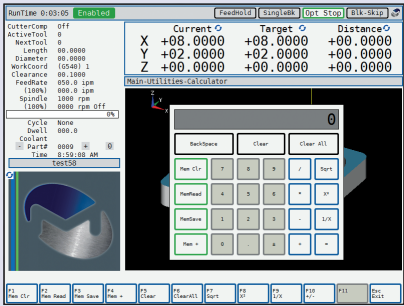 RunTime 0:03:05 Enabled FeedHold SingleBk Opt Stop Blk-Skip
CutterComp Off
ActiveTool 0
NextTool 0
Length 00.0000
Diameter 00.0000
WorkCoord (G540) 1
Clearance 00.1000
FeedRate 050.0 ipm
(100%) 000.0 ipm
Spindle 1000 rpm
(100%) 0000 rpm Off
0%
Cycle None
Dwell 000.0
Coolant
- Part# 0009 + 0
Time 8:59:08 AM
test58
Current Target Distance
X +08.0000 +08.0000 +00.0000
Y +02.0000 +02.0000 +00.0000
Z +00.0000 +00.0000 +00.0000
Main-Utilities-Calculator
Z
Y
X
0
BackSpace Clear Clear All
Mem Clr 7 8 9 / Sqrt
MemRead 4 5 6 * X²
MemSave 1 2 3 - 1/X
Mem + 0 . ± + =
F1 F2 F3 F4 F5 F6 F7 F8 F9 F10 F11 Esc
Mem Clr Mem Read Mem Save Mem + Clear ClearAll Sqrt X² 1/X +/- Exit